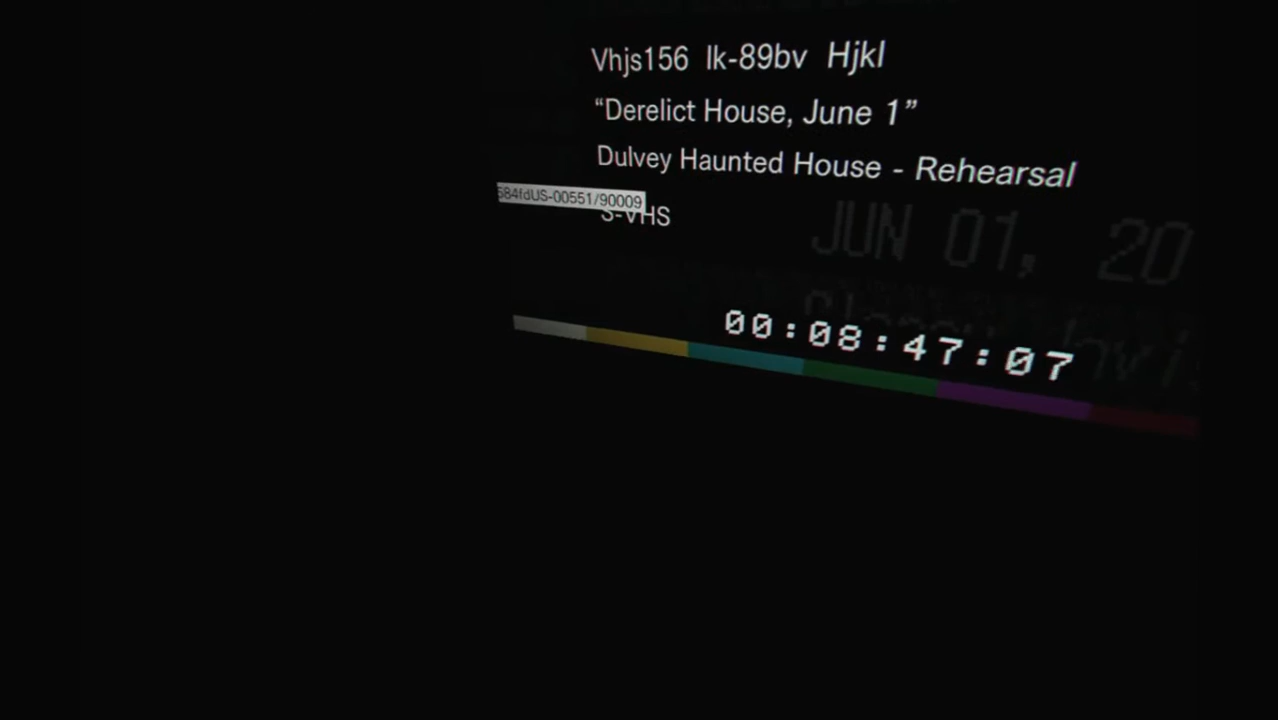 Vhjs156 lk-89bv Hjkl
“Derelict House, June 1”
Dulvey Haunted House - Rehearsal
584fdUS-00551/90009
S-VHS
JUN 01, 20
00:08:47:07